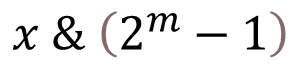 x & (2^m − 1)